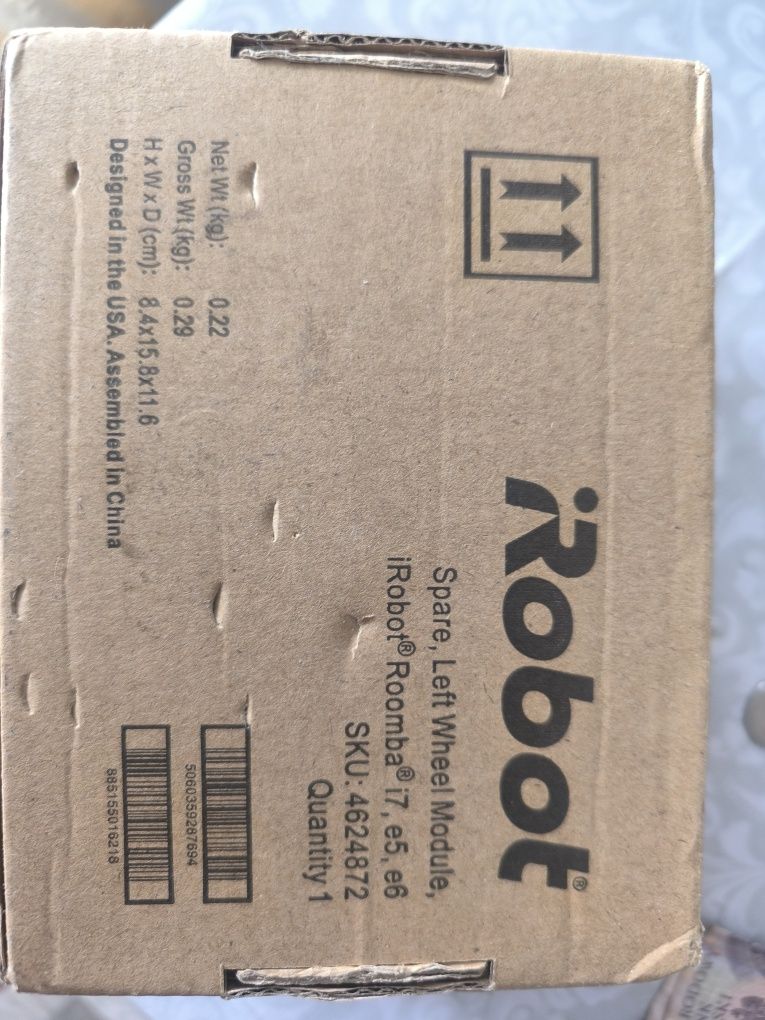 iRobot®
Spare, Left Wheel Module,
iRobot® Roomba® i7, e5, e6
SKU: 4624872
Quantity 1
Net Wt (kg): 0.22
Gross Wt (kg): 0.29
H x W x D (cm): 8.4x15.8x11.6
Designed in the USA. Assembled in China
5060359287694
885155016218